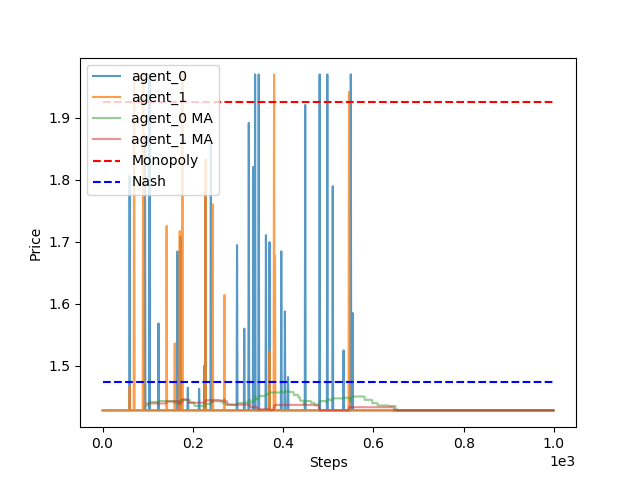 agent_0
agent_1
agent_0 MA
agent_1 MA
Monopoly
Nash
Price
1.9
1.8
1.7
1.6
1.5
0.0 0.2 0.4 0.6 0.8 1.0
Steps
1e3